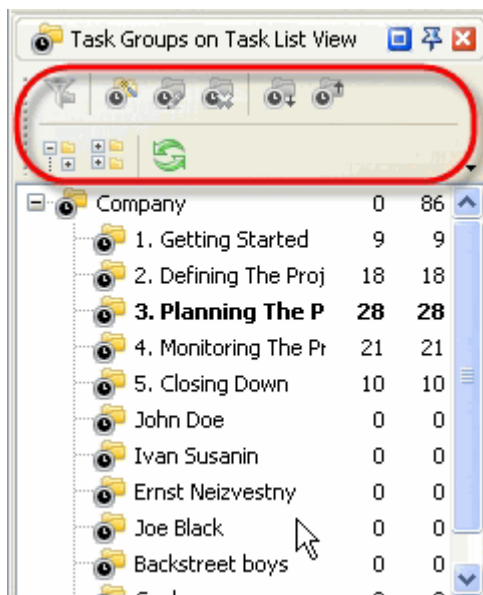 Task Groups on Task List View
Company 0 86
1. Getting Started 9 9
2. Defining The Proj 18 18
3. Planning The P 28 28
4. Monitoring The Pr 21 21
5. Closing Down 10 10
John Doe 0 0
Ivan Susanin 0 0
Ernst Neizvestny 0 0
Joe Black 0 0
Backstreet boys 0 0